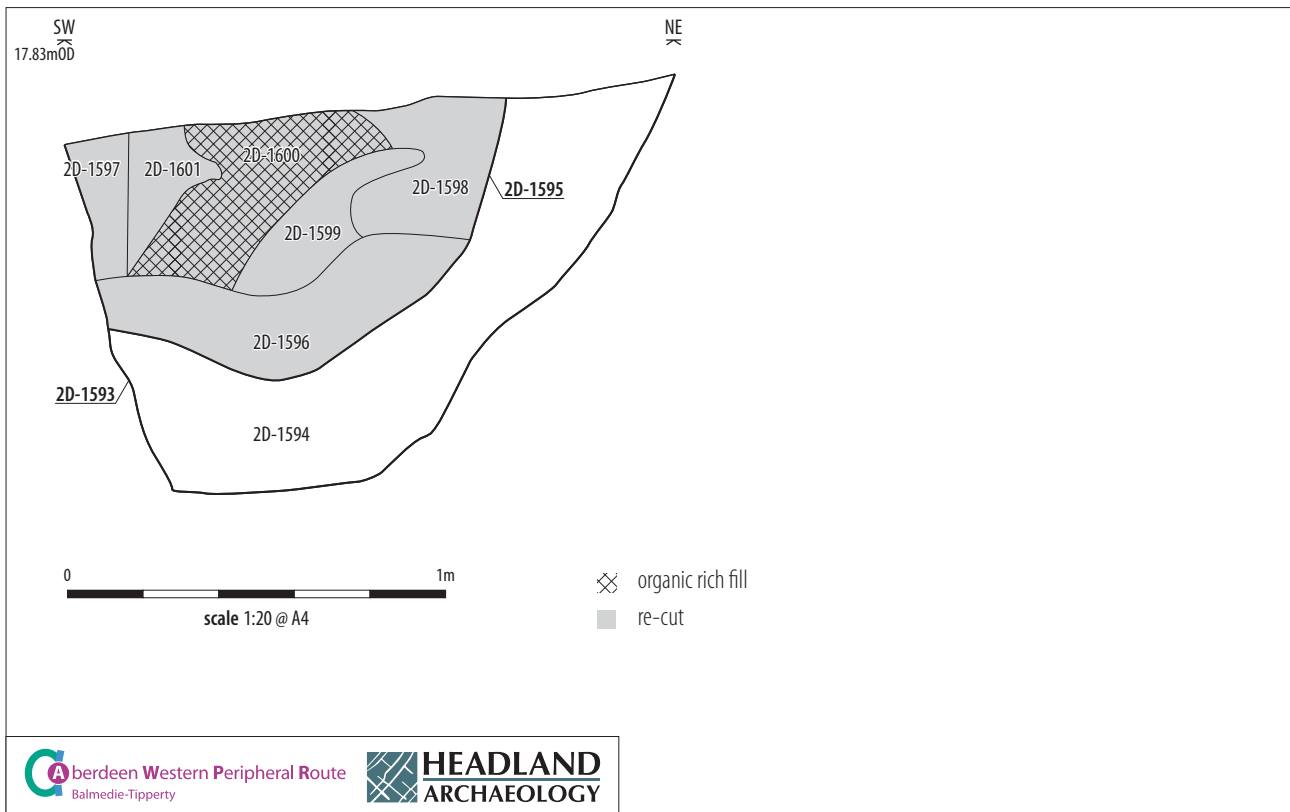 SW
NE
17.83mOD
2D-1597
2D-1601
2D-1600
2D-1598
2D-1595
2D-1599
2D-1596
2D-1593
2D-1594
0
1m
scale 1:20 @ A4
organic rich fill
re-cut
Aberdeen Western Peripheral Route
Balmedie-Tipperty
HEADLAND
ARCHAEOLOGY